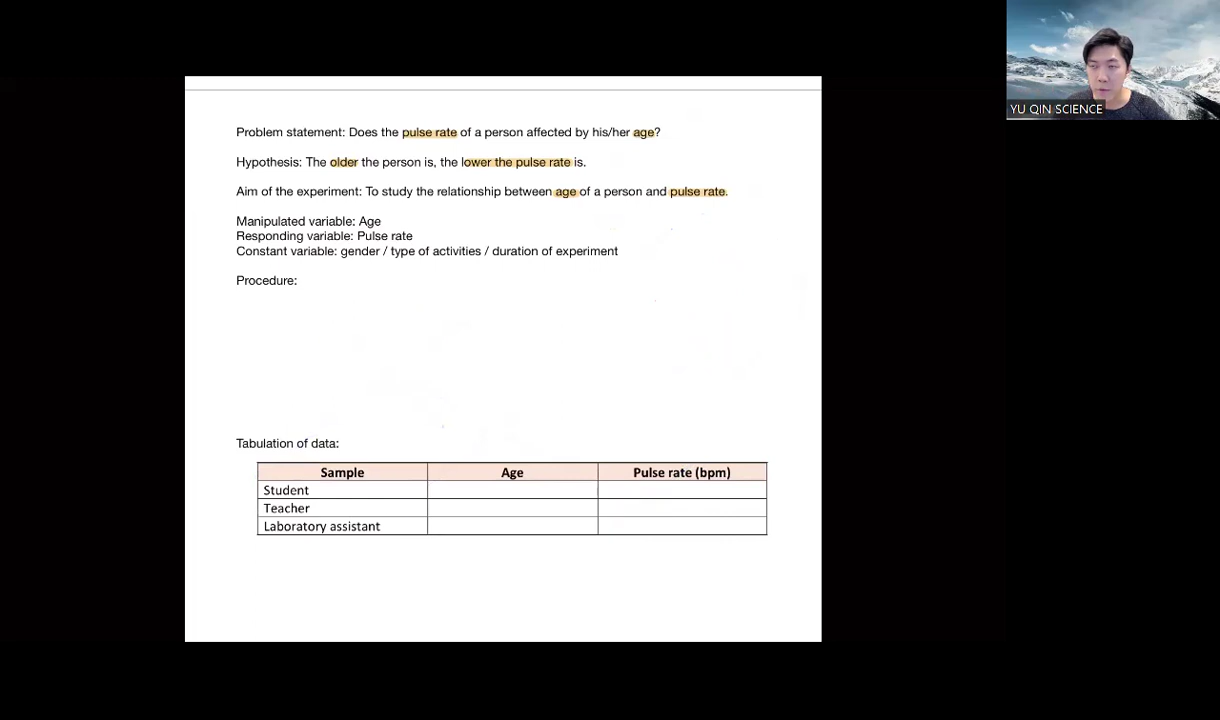 YU QIN SCIENCE
Problem statement: Does the pulse rate of a person affected by his/her age?
Hypothesis: The older the person is, the lower the pulse rate is.
Aim of the experiment: To study the relationship between age of a person and pulse rate.
Manipulated variable: Age
Responding variable: Pulse rate
Constant variable: gender / type of activities / duration of experiment
Procedure:
Tabulation of data:
Sample Age Pulse rate (bpm)
Student
Teacher
Laboratory assistant